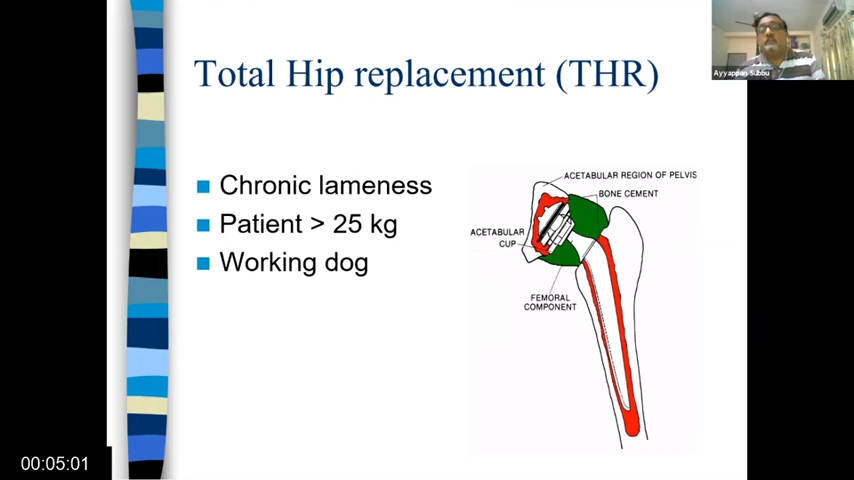 Total Hip replacement (THR)
Chronic lameness
Patient > 25 kg
Working dog
ACETABULAR REGION OF PELVIS
BONE CEMENT
ACETABULAR
CUP
FEMORAL
COMPONENT
Ayyappan Subbu
00:05:01